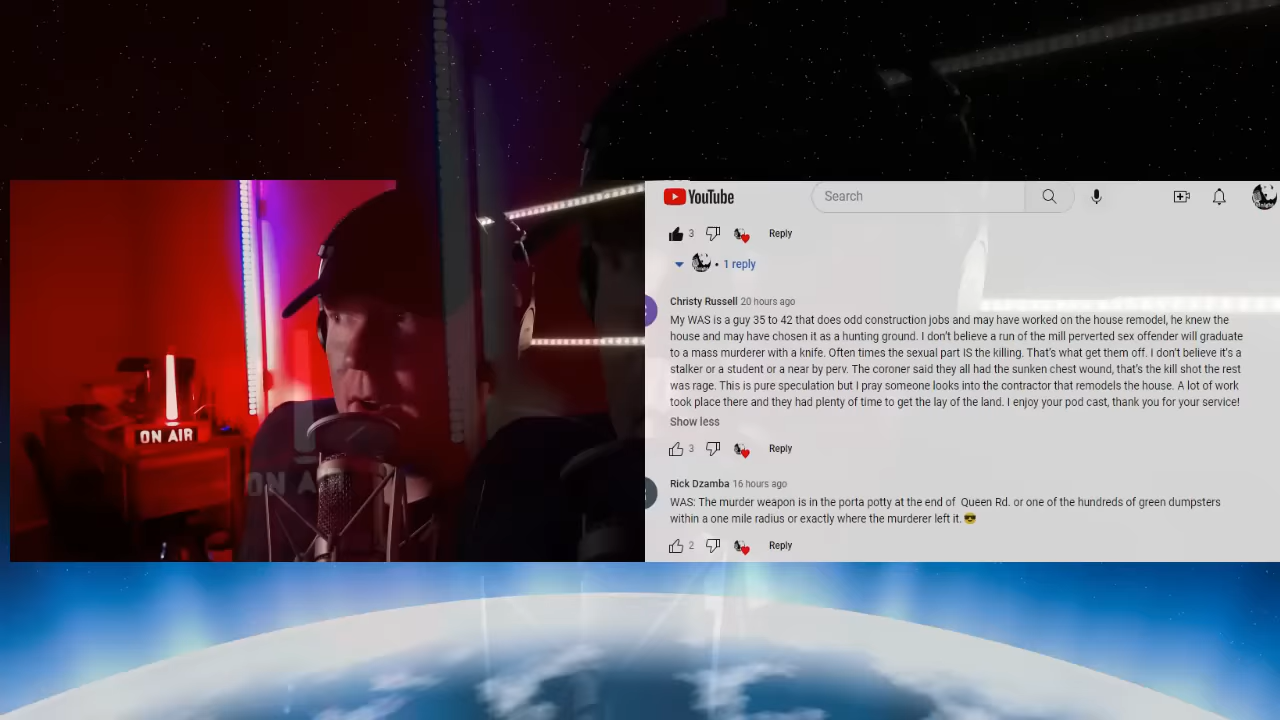 ON AIR
ON A
YouTube
Search
3
Reply
• 1 reply
Christy Russell 20 hours ago
My WAS is a guy 35 to 42 that does odd construction jobs and may have worked on the house remodel, he knew the
house and may have chosen it as a hunting ground. I don't believe a run of the mill perverted sex offender will graduate
to a mass murderer with a knife. Often times the sexual part IS the killing. That's what get them off. I don't believe it's a
stalker or a student or a near by perv. The coroner said they all had the sunken chest wound, that's the kill shot the rest
was rage. This is pure speculation but I pray someone looks into the contractor that remodels the house. A lot of work
took place there and they had plenty of time to get the lay of the land. I enjoy your pod cast, thank you for your service!
Show less
3
Reply
Rick Dzamba 16 hours ago
WAS: The murder weapon is in the porta potty at the end of Queen Rd. or one of the hundreds of green dumpsters
within a one mile radius or exactly where the murderer left it. 😎
2
Reply